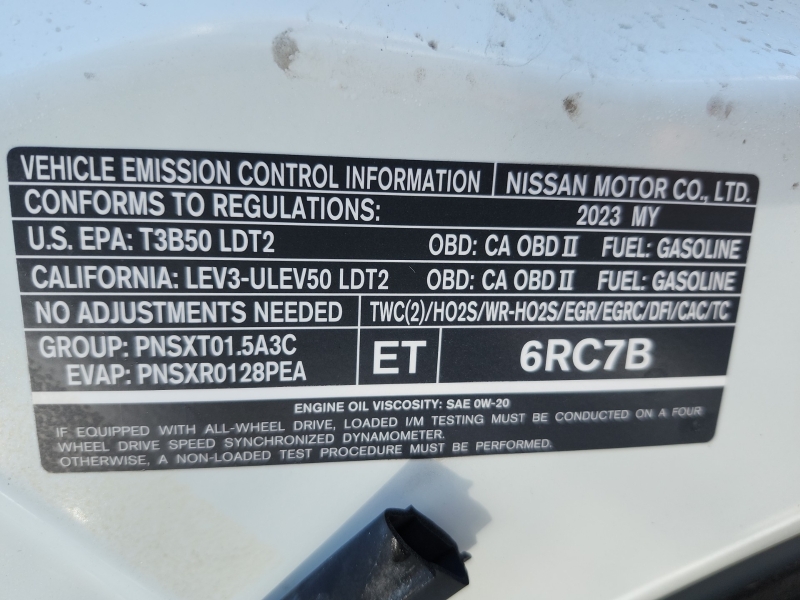 VEHICLE EMISSION CONTROL INFORMATION NISSAN MOTOR CO., LTD.
CONFORMS TO REGULATIONS: 2023 MY
U.S. EPA: T3B50 LDT2 OBD: CA OBD II FUEL: GASOLINE
CALIFORNIA: LEV3-ULEV50 LDT2 OBD: CA OBD II FUEL: GASOLINE
NO ADJUSTMENTS NEEDED TWC(2)/HO2S/WR-HO2S/EGR/EGRC/DFI/CAC/TC
GROUP: PNSXT01.5A3C
EVAP: PNSXR0128PEA
ET 6RC7B
ENGINE OIL VISCOSITY: SAE 0W-20
IF EQUIPPED WITH ALL-WHEEL DRIVE, LOADED I/M TESTING MUST BE CONDUCTED ON A FOUR
WHEEL DRIVE SPEED SYNCHRONIZED DYNAMOMETER.
OTHERWISE, A NON-LOADED TEST PROCEDURE MUST BE PERFORMED.